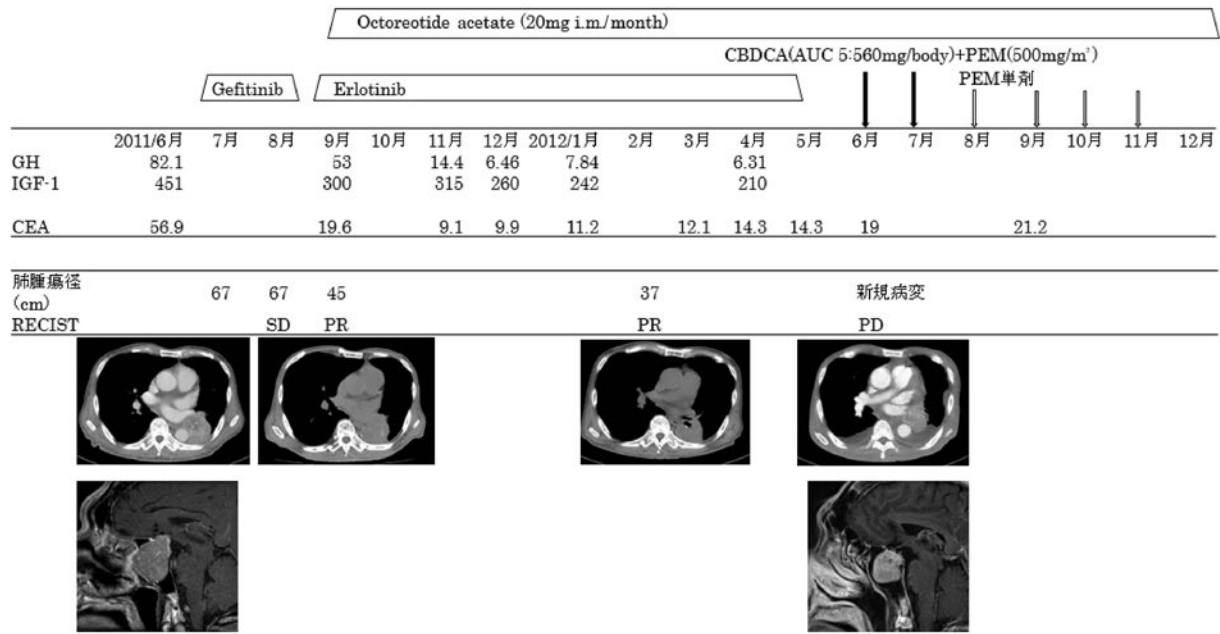 Octoreotide acetate (20mg i.m./month)
CBDCA(AUC 5:560mg/body)+PEM(500mg/m²)
PEM単剤
Gefitinib Erlotinib
2011/6月 7月 8月 9月 10月 11月 12月 2012/1月 2月 3月 4月 5月 6月 7月 8月 9月 10月 11月 12月
GH 82.1 53 14.4 6.46 7.84 6.31
IGF-1 451 300 315 260 242 210
CEA 56.9 19.6 9.1 9.9 11.2 12.1 14.3 14.3 19 21.2
肺腫瘍径
(cm) 67 67 45 37 新規病変
RECIST SD PR PR PD